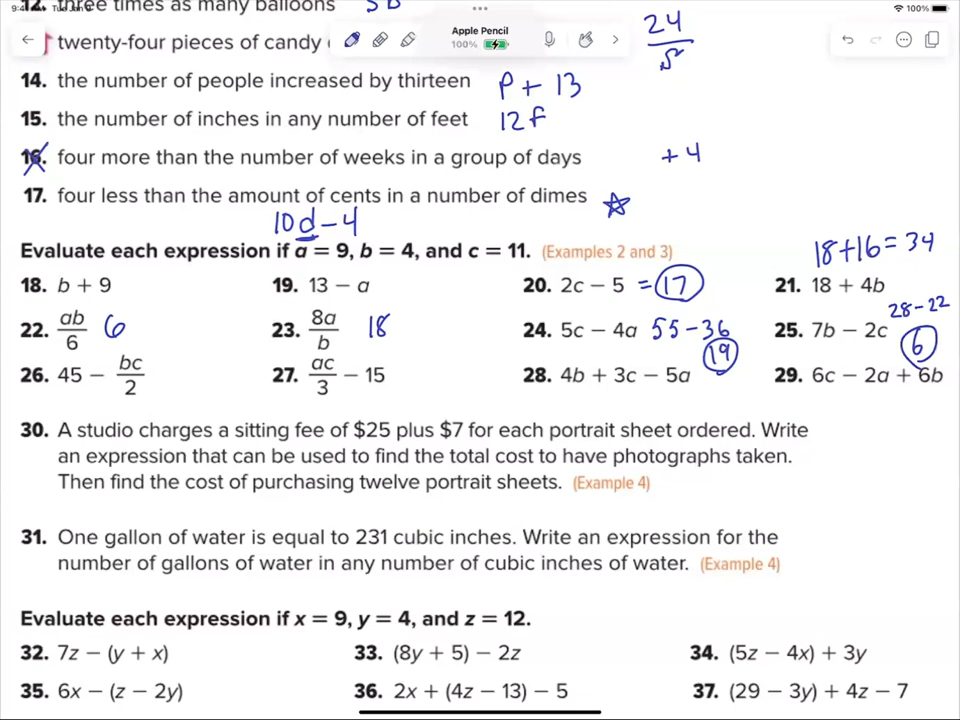 12. three times as many balloons
twenty-four pieces of candy
Apple Pencil
100%
100%
24
14. the number of people increased by thirteen p + 13
15. the number of inches in any number of feet 12f
16. four more than the number of weeks in a group of days + 4
17. four less than the amount of cents in a number of dimes
10d - 4
Evaluate each expression if a = 9, b = 4, and c = 11. (Examples 2 and 3) 18+16=34
18. b + 9 19. 13 − a 20. 2c − 5 = 17 21. 18 + 4b
28-22
22. ab/6 6 23. 8a/b 18 24. 5c − 4a 55-36 19 25. 7b − 2c 6
26. 45 − bc/2 27. ac/3 − 15 28. 4b + 3c − 5a 29. 6c − 2a + 6b
30. A studio charges a sitting fee of $25 plus $7 for each portrait sheet ordered. Write
an expression that can be used to find the total cost to have photographs taken.
Then find the cost of purchasing twelve portrait sheets. (Example 4)
31. One gallon of water is equal to 231 cubic inches. Write an expression for the
number of gallons of water in any number of cubic inches of water. (Example 4)
Evaluate each expression if x = 9, y = 4, and z = 12.
32. 7z − (y + x) 33. (8y + 5) − 2z 34. (5z − 4x) + 3y
35. 6x − (z − 2y) 36. 2x + (4z − 13) − 5 37. (29 − 3y) + 4z − 7